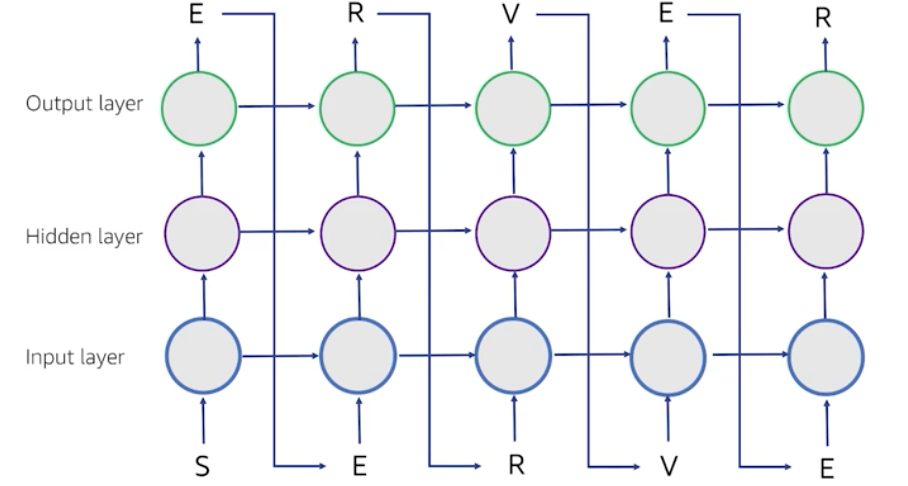 E R V E R
Output layer
Hidden layer
Input layer
S E R V E